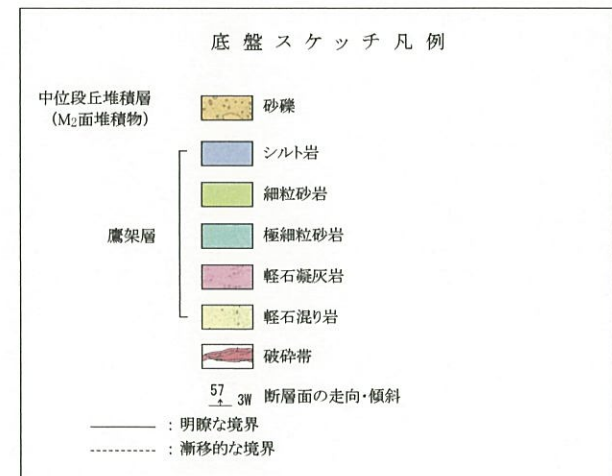 底盤スケッチ凡例
中位段丘堆積層
(M2面堆積物)
砂礫
シルト岩
細粒砂岩
鷹架層
極細粒砂岩
軽石凝灰岩
軽石混り岩
破砕帯
57 3W 断層面の走向・傾斜
：明瞭な境界
：漸移的な境界